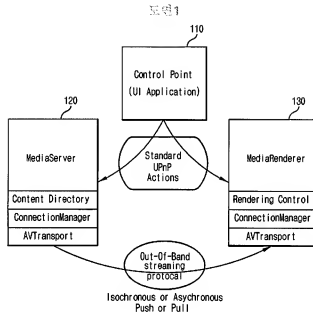 도면1
110
Control Point
(UI Application)
120
130
MediaServer
Standard
UPnP
Actions
MediaRenderer
Content Directory
ConnectionManager
AVTransport
Rendering Control
ConnectionManager
AVTransport
Out-Of-Band
streaming
protocal
Isochronous or Asychronous
Push or Pull